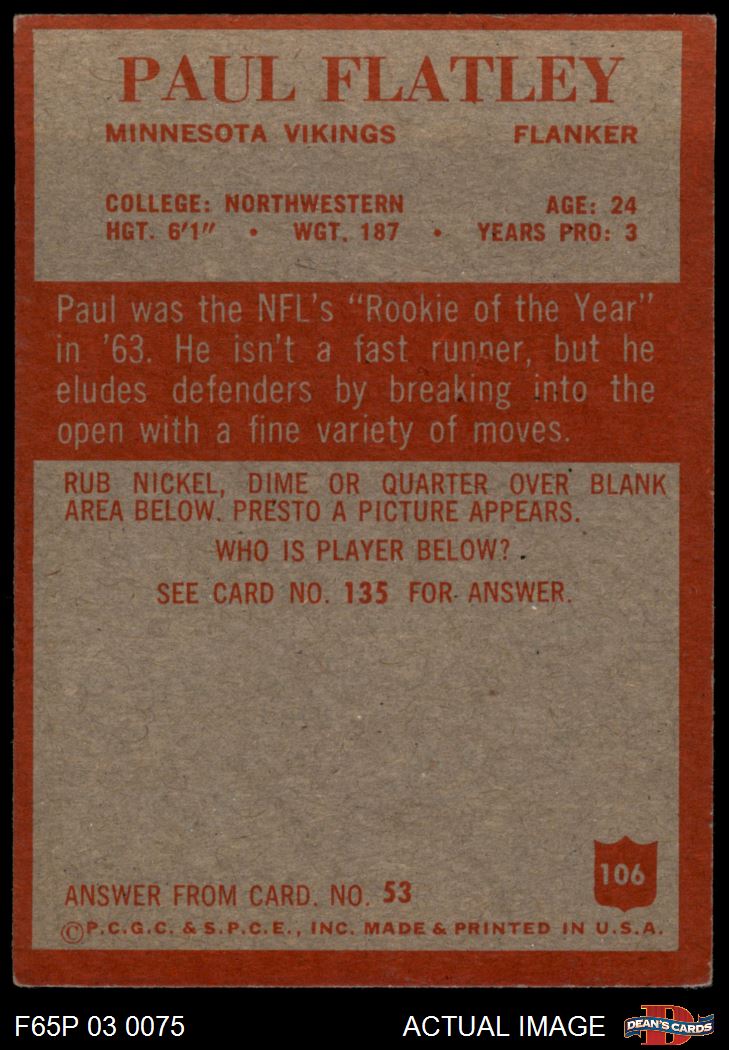 PAUL FLATLEY
MINNESOTA VIKINGS FLANKER
COLLEGE: NORTHWESTERN AGE: 24
HGT. 6'1" • WGT. 187 • YEARS PRO: 3
Paul was the NFL's "Rookie of the Year"
in '63. He isn't a fast runner, but he
eludes defenders by breaking into the
open with a fine variety of moves.
RUB NICKEL, DIME OR QUARTER OVER BLANK
AREA BELOW. PRESTO A PICTURE APPEARS.
WHO IS PLAYER BELOW?
SEE CARD NO. 135 FOR ANSWER.
106
ANSWER FROM CARD. NO. 53
©P.C.G.C. & S.P.C.E., INC. MADE & PRINTED IN U.S.A.
F65P 03 0075 ACTUAL IMAGE D DEAN'S CARDS